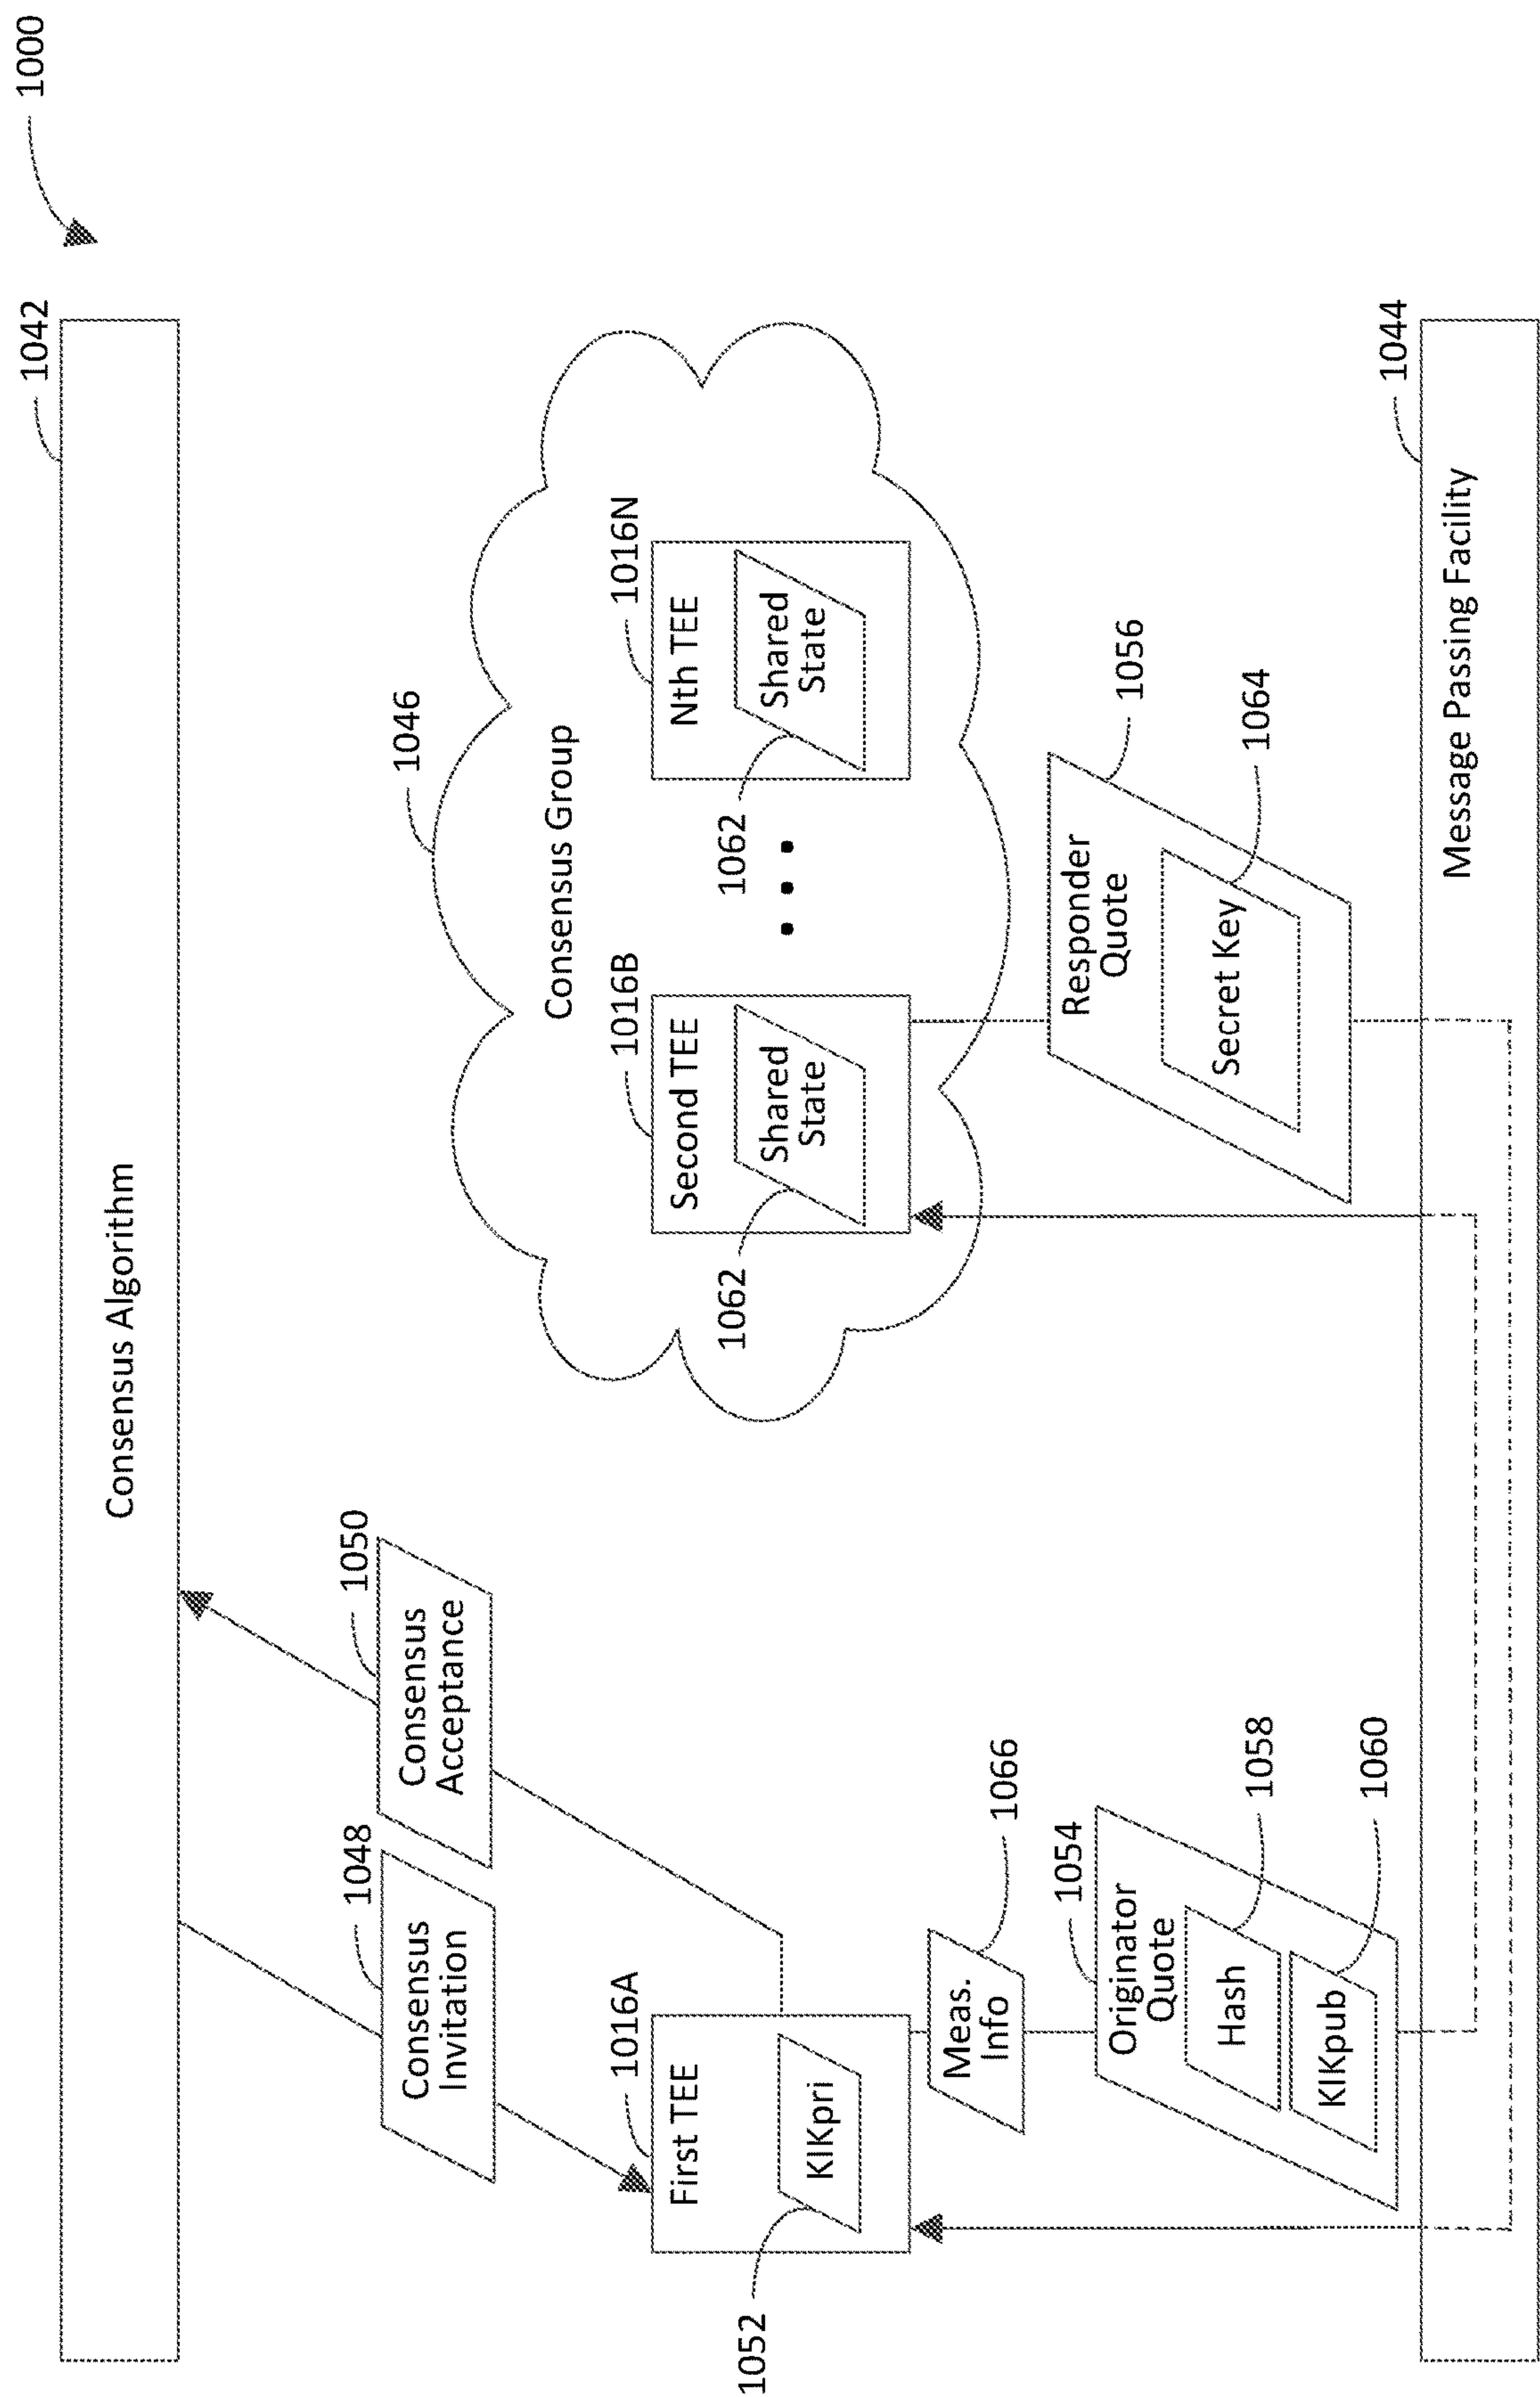 1000
1042
Consensus Algorithm
1048
Consensus
Invitation
1050
Consensus
Acceptance
1046
Consensus Group
1016A
First TEE
KIKpri
1052
1016B
Second TEE
Shared
State
1062
1016N
Nth TEE
Shared
State
1062
1066
Meas.
Info
1054
Originator
Quote
Hash
1058
KIKpub
1060
1056
Responder
Quote
Secret Key
1064
1044
Message Passing Facility